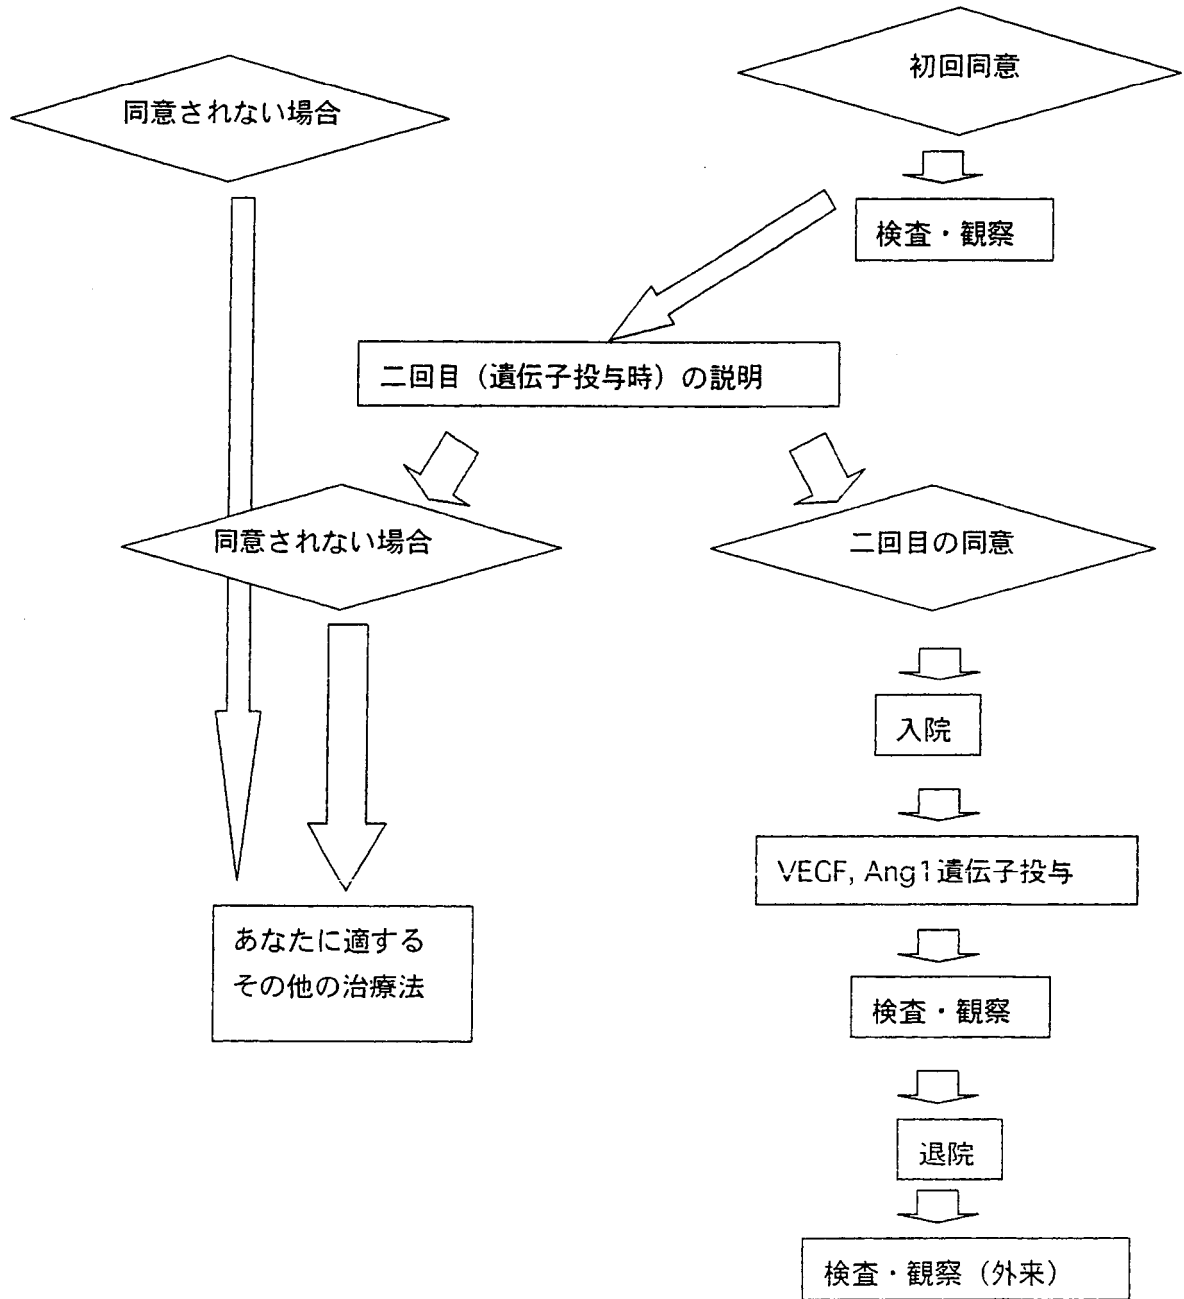 初回同意
同意されない場合
検査・観察
二回目（遺伝子投与時）の説明
同意されない場合
二回目の同意
入院
VEGF, Ang1遺伝子投与
あなたに適する
その他の治療法
検査・観察
退院
検査・観察（外来）